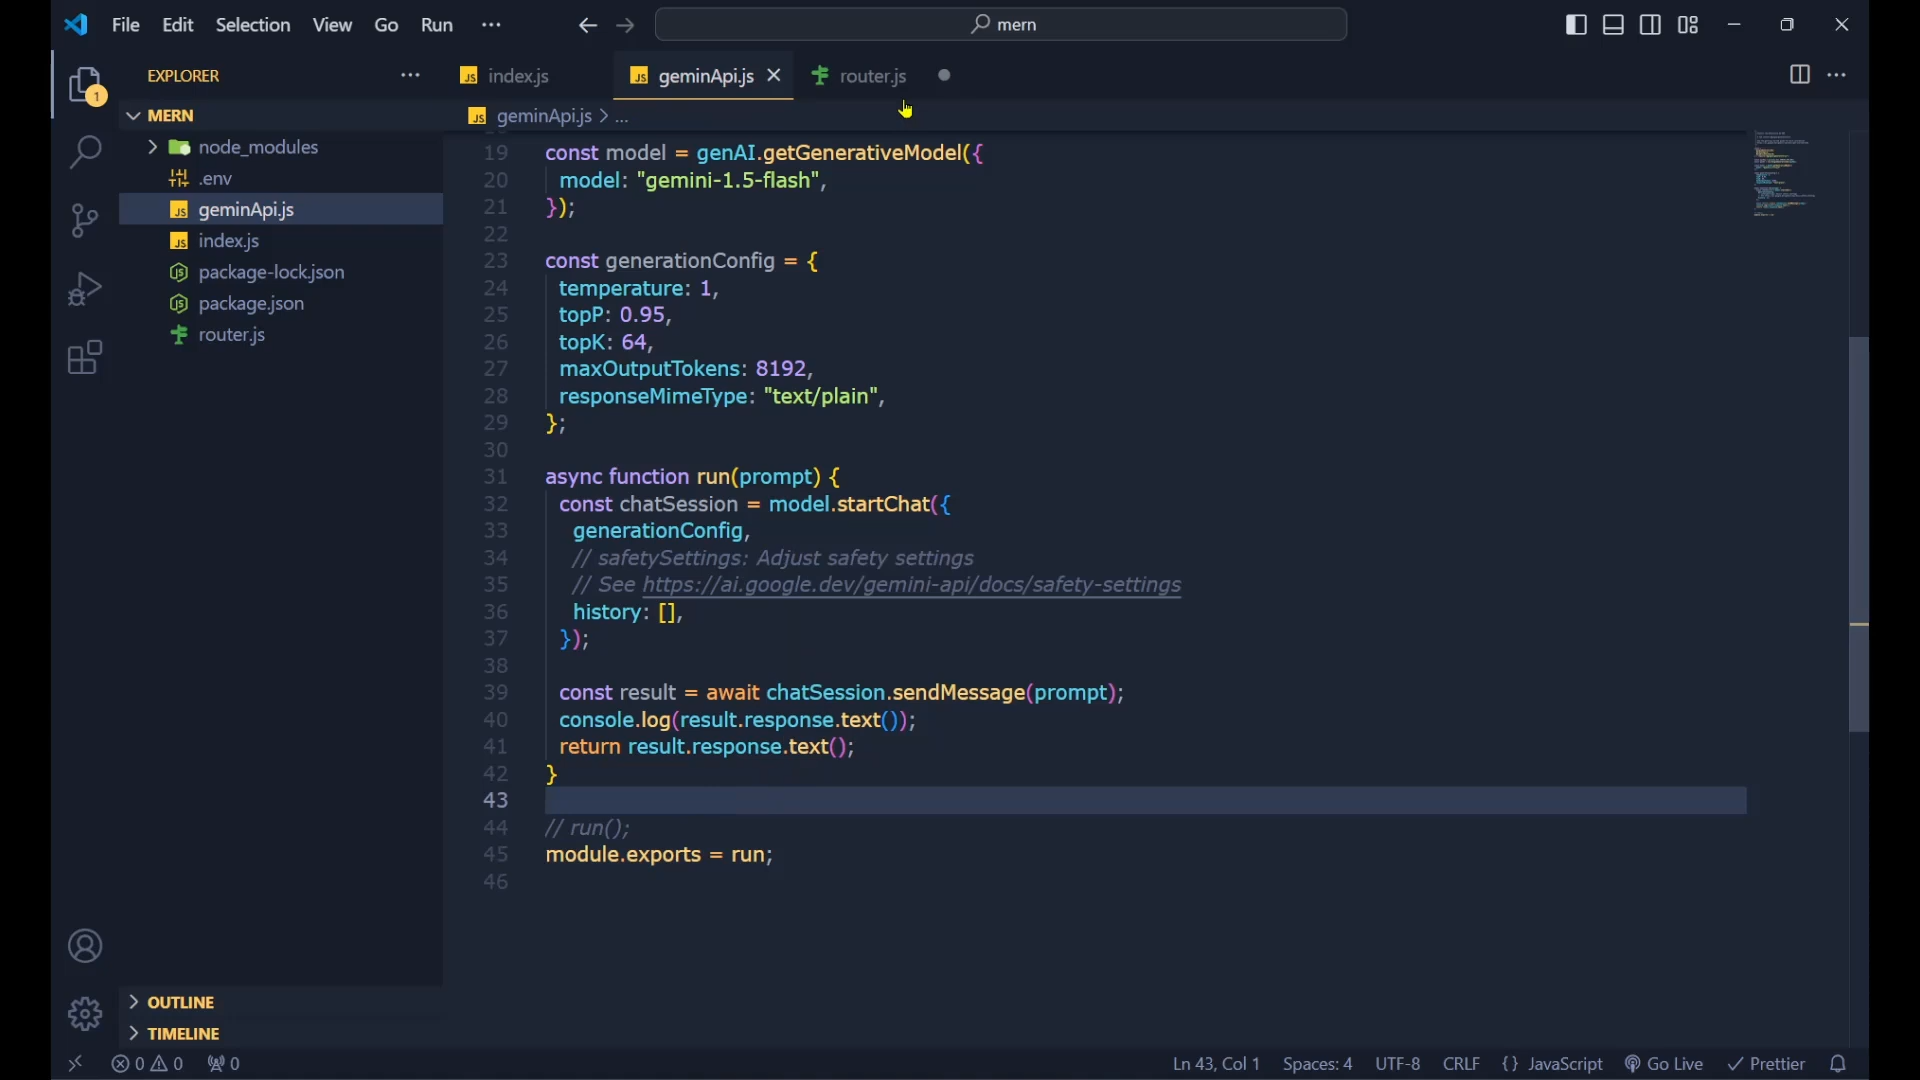 File Edit Selection View Go Run ··· mern
EXPLORER ···
MERN
node_modules
.env
geminApi.js
index.js
package-lock.json
package.json
router.js
OUTLINE
TIMELINE
1
index.js geminApi.js router.js
geminApi.js > ...
19 const model = genAI.getGenerativeModel({
20 model: "gemini-1.5-flash",
21 });
22
23 const generationConfig = {
24 temperature: 1,
25 topP: 0.95,
26 topK: 64,
27 maxOutputTokens: 8192,
28 responseMimeType: "text/plain",
29 };
30
31 async function run(prompt) {
32 const chatSession = model.startChat({
33 generationConfig,
34 // safetySettings: Adjust safety settings
35 // See https://ai.google.dev/gemini-api/docs/safety-settings
36 history: [],
37 });
38
39 const result = await chatSession.sendMessage(prompt);
40 console.log(result.response.text());
41 return result.response.text();
42 }
43
44 // run();
45 module.exports = run;
46
0 0 0 Ln 43, Col 1 Spaces: 4 UTF-8 CRLF {} JavaScript Go Live Prettier